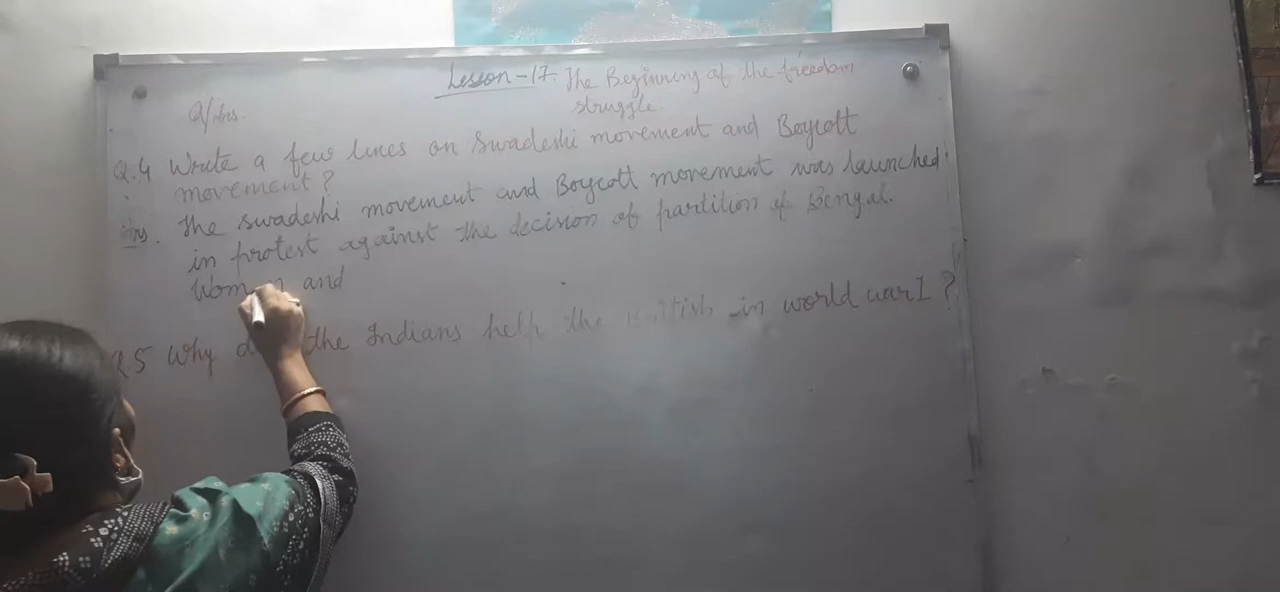 Lesson-17. The Beginning of the freedom
struggle
Q/Ans.
Q.4 Write a few lines on Swadeshi movement and Boycott
movement?
Ans. The Swadeshi movement and Boycott movement was launched
in protest against the decision of partition of Bengal.
and
Q.5 Why the Indians help the British in world war I ?